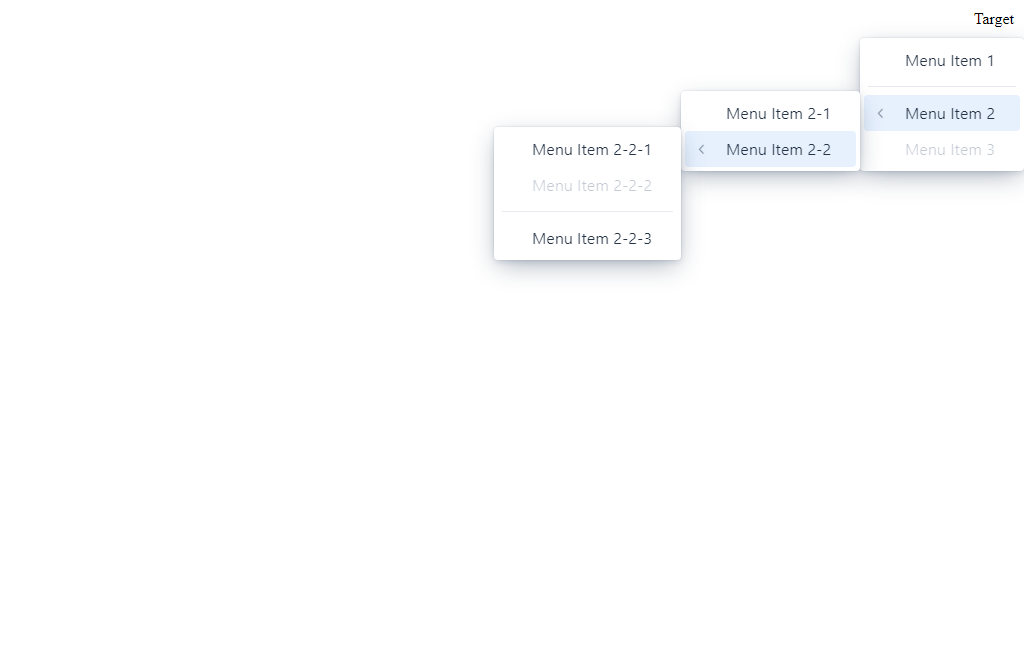 Target
Menu Item 1
Menu Item 2
Menu Item 3
Menu Item 2-1
Menu Item 2-2
Menu Item 2-2-1
Menu Item 2-2-2
Menu Item 2-2-3